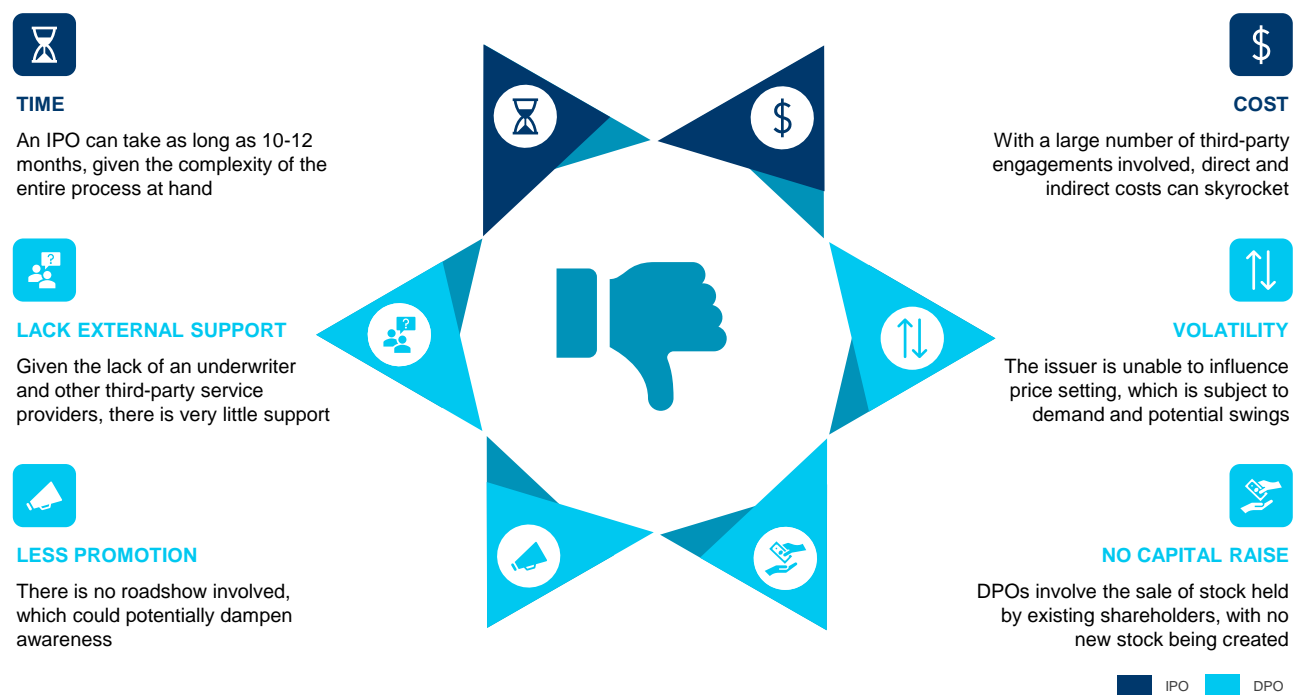 TIME
An IPO can take as long as 10-12
months, given the complexity of the
entire process at hand
LACK EXTERNAL SUPPORT
Given the lack of an underwriter
and other third-party service
providers, there is very little support
LESS PROMOTION
There is no roadshow involved,
which could potentially dampen
awareness
$
?
$
?
$
COST
With a large number of third-party
engagements involved, direct and
indirect costs can skyrocket
VOLATILITY
The issuer is unable to influence
price setting, which is subject to
demand and potential swings
NO CAPITAL RAISE
DPOs involve the sale of stock held
by existing shareholders, with no
new stock being created
IPO
DPO